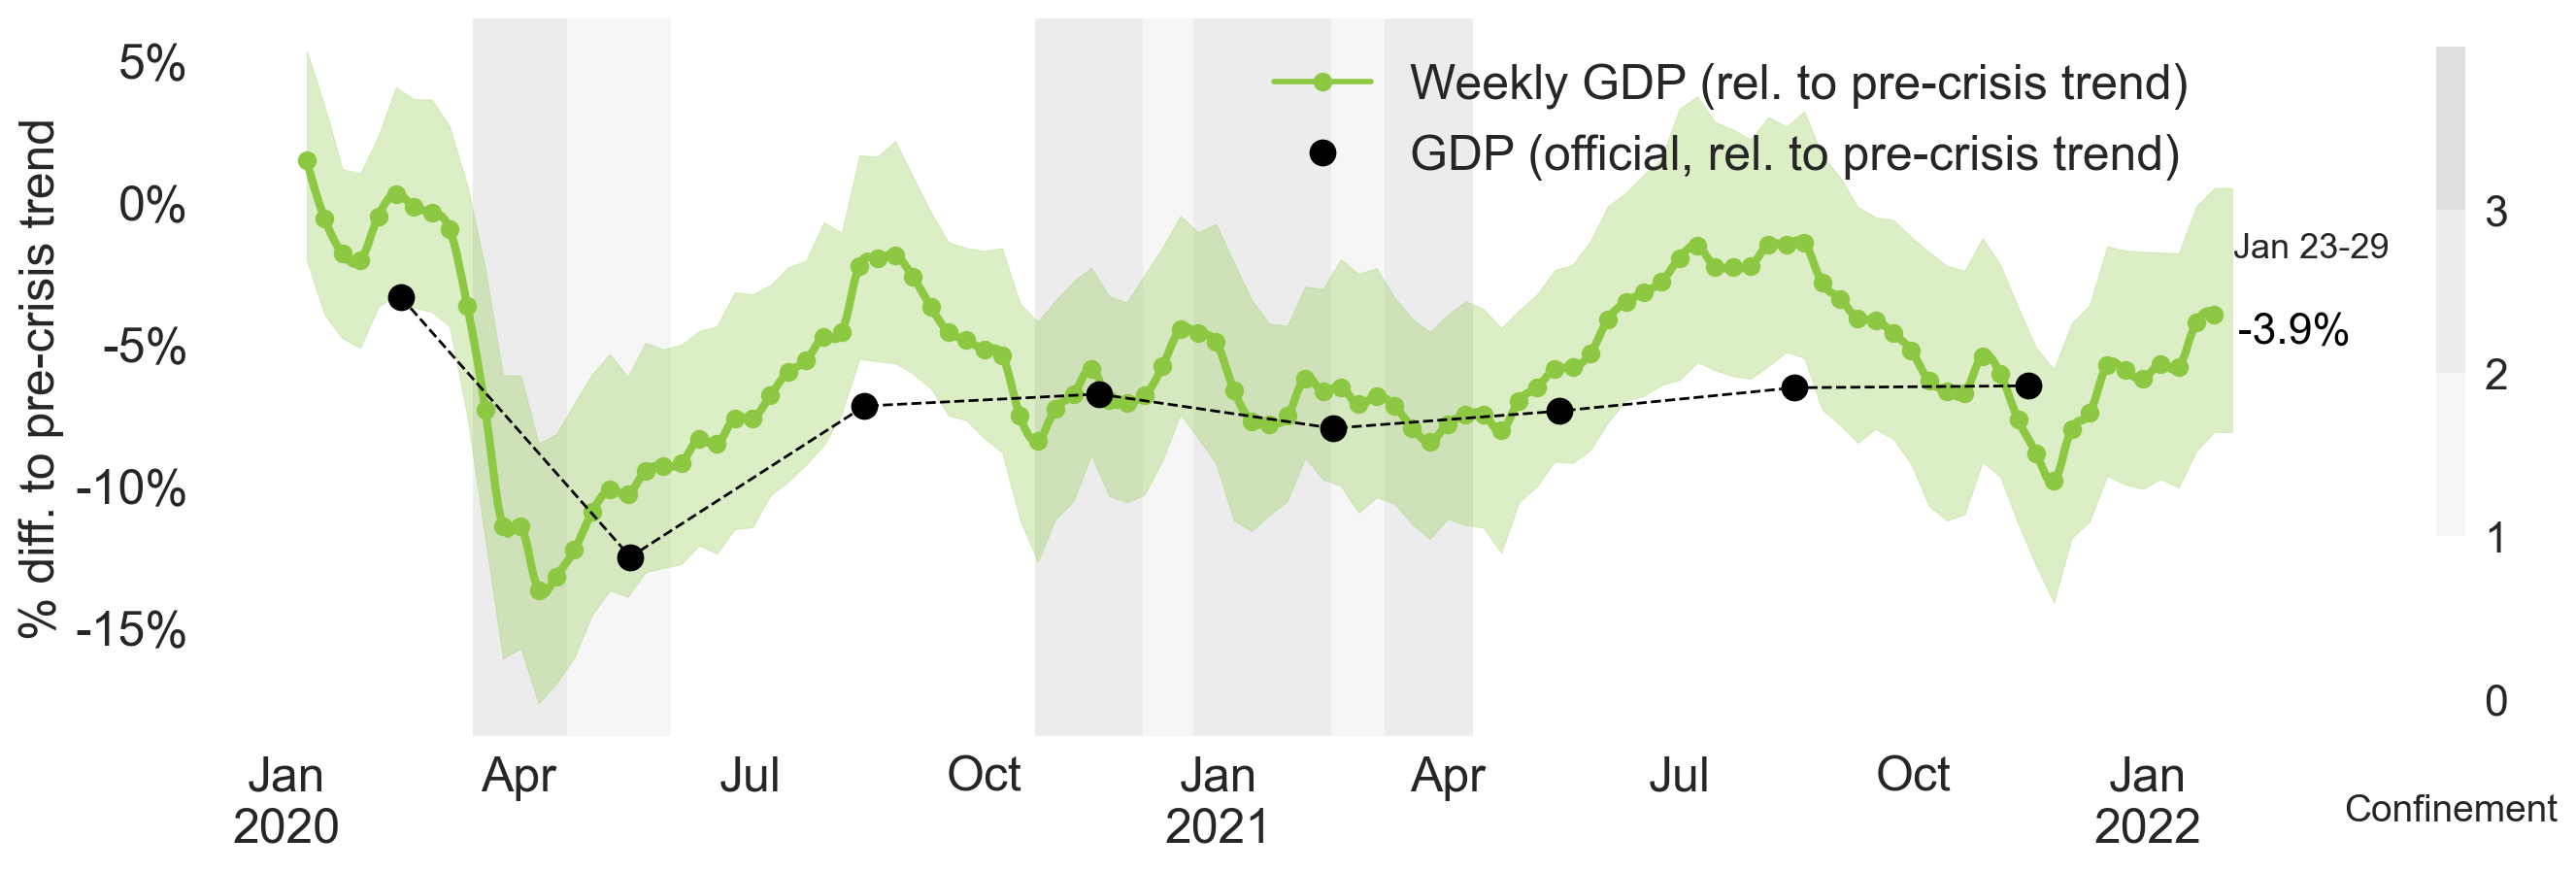 % diff. to pre-crisis trend
5%
0%
-5%
-10%
-15%
Weekly GDP (rel. to pre-crisis trend)
GDP (official, rel. to pre-crisis trend)
Jan 23-29
-3.9%
3
2
1
0
Confinement
Jan Apr Jul Oct Jan Apr Jul Oct Jan
2020 2021 2022